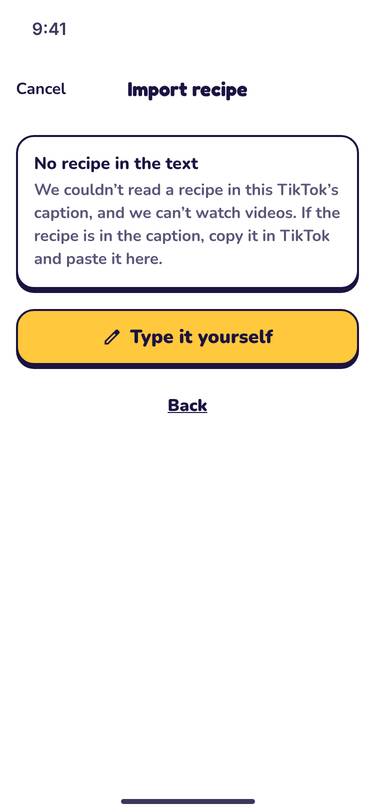 9:41
Cancel
Import recipe
No recipe in the text
We couldn’t read a recipe in this TikTok’s
caption, and we can’t watch videos. If the
recipe is in the caption, copy it in TikTok
and paste it here.
Type it yourself
Back